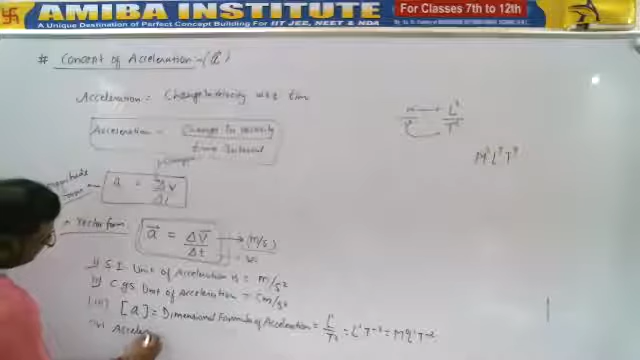 AMBIKA INSTITUTE
A Unique Destination of Perfect Concept Building For IIT JEE, NEET & NDA
For Classes 7th to 12th
# Concept of Acceleration
Acceleration = Change in velocity w.r.t. time
Acceleration = Change in velocity
time interval
magnitude
form
a = ΔV
Δt
Vector form
a⃗ = ΔV⃗
Δt
(m/s)
i) S.I. Unit of Acceleration is = m/s²
ii) C.g.s Unit of Acceleration = cm/s²
iii) [a] = Dimensional Formula of Acceleration = L
T² = L¹T⁻² = M⁰L¹T⁻²
iv) Accele